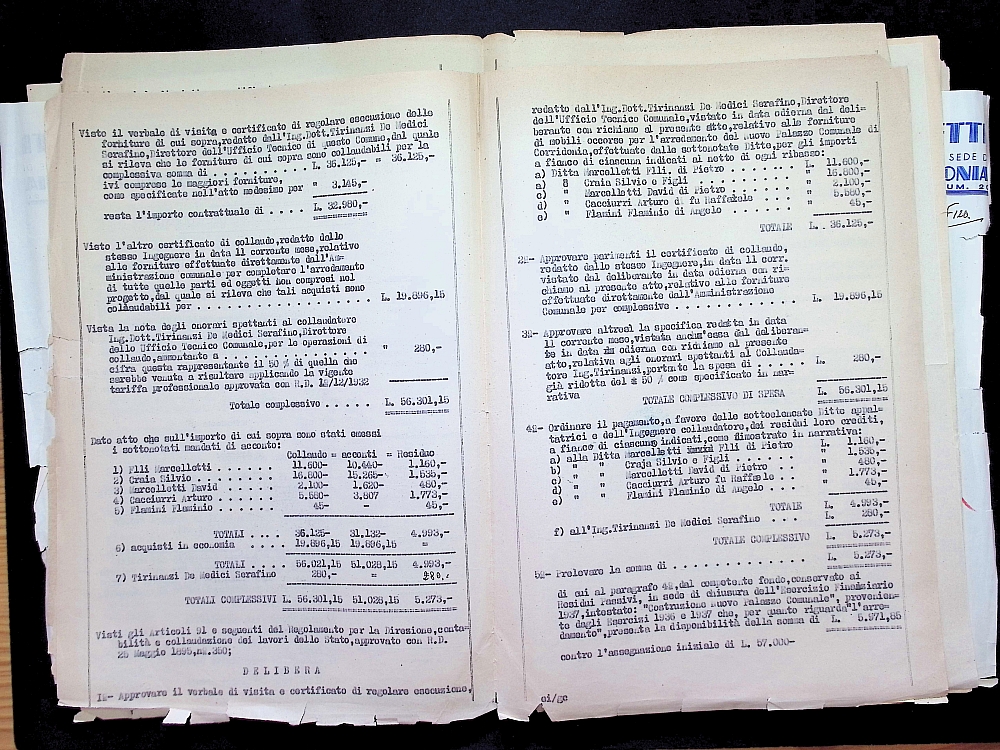 Visto il verbale di visita e certificato di regolare esecuzione delle
forniture di cui sopra,redatto dall'Ing.Dott.Tirinanzi De Medici
Serafino,Direttore dell'Ufficio Tecnico di questo Comune,dal quale
si rileva che le forniture di cui sopra sono collaudabili per la
complessiva somma di . . . . . . . . . . . L. 36.125,- " 36.125,-
ivi comprese le maggiori forniture,
come specificate nell'atto medesimo per " 3.145,-
resta l'importo contrattuale di . . . . L. 32.980,-
Visto l'altro certificato di collaudo,redatto dallo
stesso Ingegnere in data 11 corrente mese,relativo
alle forniture effettuate direttamente dall'Am=
ministrazione comunale per completare l'arredamento
di tutte quelle parti ed oggetti non compresi nel
progetto,dal quale si rileva che tali acquisti sono
collaudabili per . . . . . . . . . . . . . . . . . L. 19.896,15
Vista la nota degli onorari spettanti al collaudatore
Ing.Dott.Tirinanzi De Medici Serafino,Direttore
dello Ufficio Tecnico Comunale,per le operazioni di
collaudo,ammontante a . . . . . . . . . . . . . . " 280,-
cifra questa rappresentante il 50 % di quello che
sarebbe venuta a risultare applicando la vigente
tariffa professionale approvata con R.D. 18/12/1932
Totale complessivo . . . . . L. 56.301,15
Dato atto che sull'importo di cui sopra sono stati emessi
i sottonotati mandati di acconto:
Collaudo = acconti = Residuo
1) Flli Marcelletti . . . . . . . 11.600- 10.440- 1.160,-
2) Craia Silvio . . . . . . . . . 16.800- 15.265- 1.535,-
3) Marcelletti David . . . . . . 2.100- 1.620- 480,-
4) Cacciurri Arturo . . . . . . . 5.580- 3.807 1.773,-
5) Flamini Flaminio . . . . . . . 45- - 45,-
TOTALI . . . . 36.125- 31.132- 4.993,-
6) acquisti in economia . . . . 19.896,15 19.896,15 =
TOTALI . . . . 56.021,15 51.028,15 4.993,-
7) Tirinanzi De Medici Serafino 280,- = 280.-
TOTALI COMPLESSIVI L. 56.301,15 51.028,15 5.273,-
Visti gli Articoli 91 e seguenti del Regolamento per la Direzione,conta=
bilità e collaudazione dei lavori dello Stato,approvato con R.D.
25 Maggio 1895,n.350;
D E L I B E R A
I°- Approvare il verbale di visita e certificato di regolare esecuzione,
redatto dall'Ing.Dott.Tirinanzi De Medici Serafino,Direttore
dell'Ufficio Tecnico Comunale,vistato in data odierna dal deli=
berante con richiamo al presente atto,relativo alle forniture
di mobili occorse per l'arredamento del Nuovo Palazzo Comunale di
Corridonia,effettuate dalle sottonotate Ditte,per gli importi
a fianco di ciascuna indicati al netto di ogni ribasso:
a) Ditta Marcelletti Flli. di Pietro . . . . . . . L. 11.600,-
a) " Craia Silvio e Figli . . . . . . . . . . " 16.800,-
c) " Marcelletti David di Pietro . . . . . . . " 2.100,-
d) " Cacciurri Arturo di fu Raffaele . . . . . " 5.580,-
e) " Flamini Flaminio di Angelo . . . . . . . . " 45,-
TOTALE L. 36.125,-
2°- Approvare parimenti il certificato di collaudo,
redatto dallo stesso Ingegnere,in data 11 corr.
vistato dal deliberante in data odierna con ri=
chiamo al presente atto,relativo alle forniture
effettuate direttamente dall'Amministrazione
Comunale per complessive . . . . . . . . . . . . . L. 19.896,15
3°- Approvare altresì la specifica redatta in data
11 corrente mese,vistata anch'essa dal deliberan=
te in data odierna con richiamo al presente
atto,relativa agli onorari spettanti al Collauda=
tore Ing.Tirinanzi,portante la spesa di . . . . . L. 280,-
già ridotta del 50 % come specificato in nar=
rativa
TOTALE COMPLESSIVO DI SPESA L. 56.301,15
4°- Ordinare il pagamento,a favore delle sottoelencate Ditte appal=
tatrici e dell'Ingegnere collaudatore,dei residui loro crediti,
a fianco di ciascuno indicati,come dimostrato in narrativa:
a) alla Ditta Marcelletti Flli di Pietro . . . . L. 1.160,-
b) " " Craja Silvio e Figli . . . . . . . " 1.535,-
c) " " Marcelletti David di Pietro . . . . " 480,-
d) " " Cacciurri Arturo fu Raffaele . . . " 1.773,-
e) " " Flamini Flaminio di Angelo . . . . " 45,-
TOTALE L. 4.993,-
f) all'Ing.Tirinanzi De Medici Serafino . . . . L. 280,-
TOTALE COMPLESSIVO L. 5.273,-
5°- Prelevare la somma di . . . . . . . . . . . . . . L. 5.273,-
di cui al paragrafo 4°,dal competente fondo,conservato ai
Residui Passivi, in sede di chiusura dell'Esercizio Finanziario
1937,intestato: "Costruzione Nuovo Palazzo Comunale", provenien=
te dagli Esercizi 1936 e 1937 che, per quanto riguarda"l'arre=
damento",presenta la disponibilità della somma di L. 5.971,85
contro l'assegnazione iniziale di L. 57.000-
ci/gc
SEDE D
ONIA
UM. 20